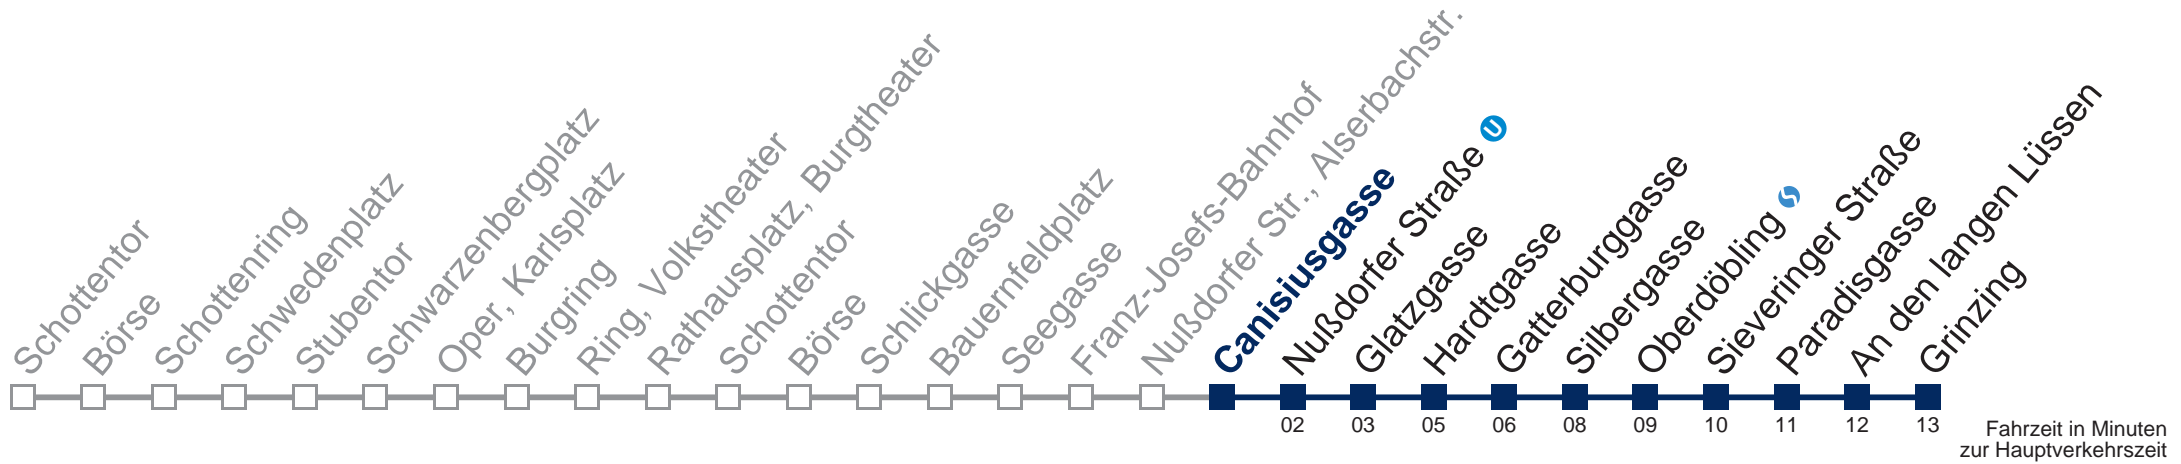 Schottentor
Börse
Schottenring
Schwedenplatz
Stubentor
Schwarzenbergplatz
Oper, Karlsplatz
Burgring
Ring, Volkstheater
Rathausplatz, Burgtheater
Schottentor
Börse
Schlickgasse
Bauernfeldplatz
Seegasse
Franz-Josefs-Bahnhof
Nußdorfer Str., Alserbachstr.
Canisiusgasse
Nußdorfer Straße U
Glatzgasse
Hardtgasse
Gatterburggasse
Silbergasse
Oberdöbling S
Sieveringer Straße
Paradisgasse
An den langen Lüssen
Grinzing
02 03 05 06 08 09 10 11 12 13
Fahrzeit in Minuten
zur Hauptverkehrszeit